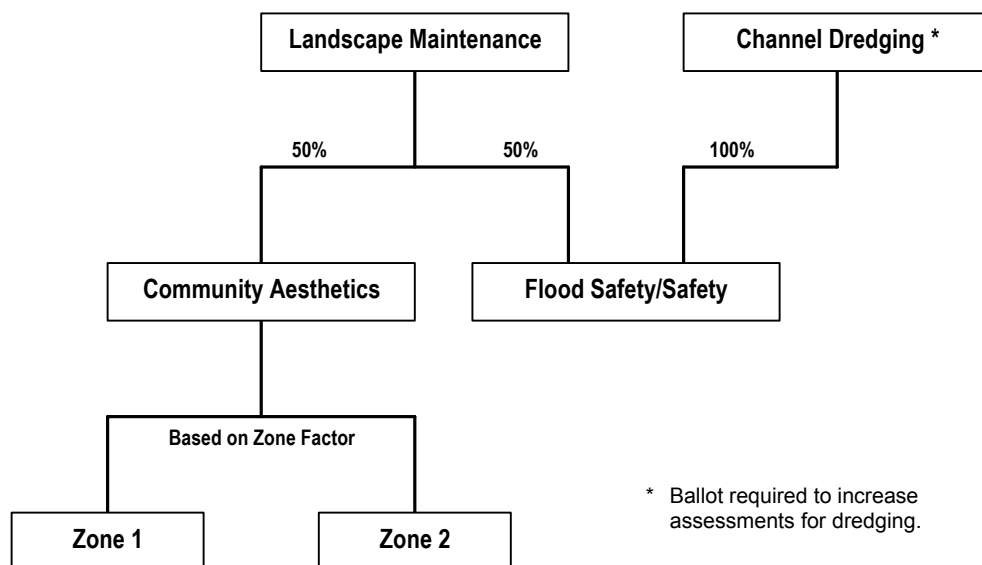 Landscape Maintenance
Channel Dredging *
50%
50%
100%
Community Aesthetics
Flood Safety/Safety
Based on Zone Factor
Zone 1
Zone 2
* Ballot required to increase
assessments for dredging.